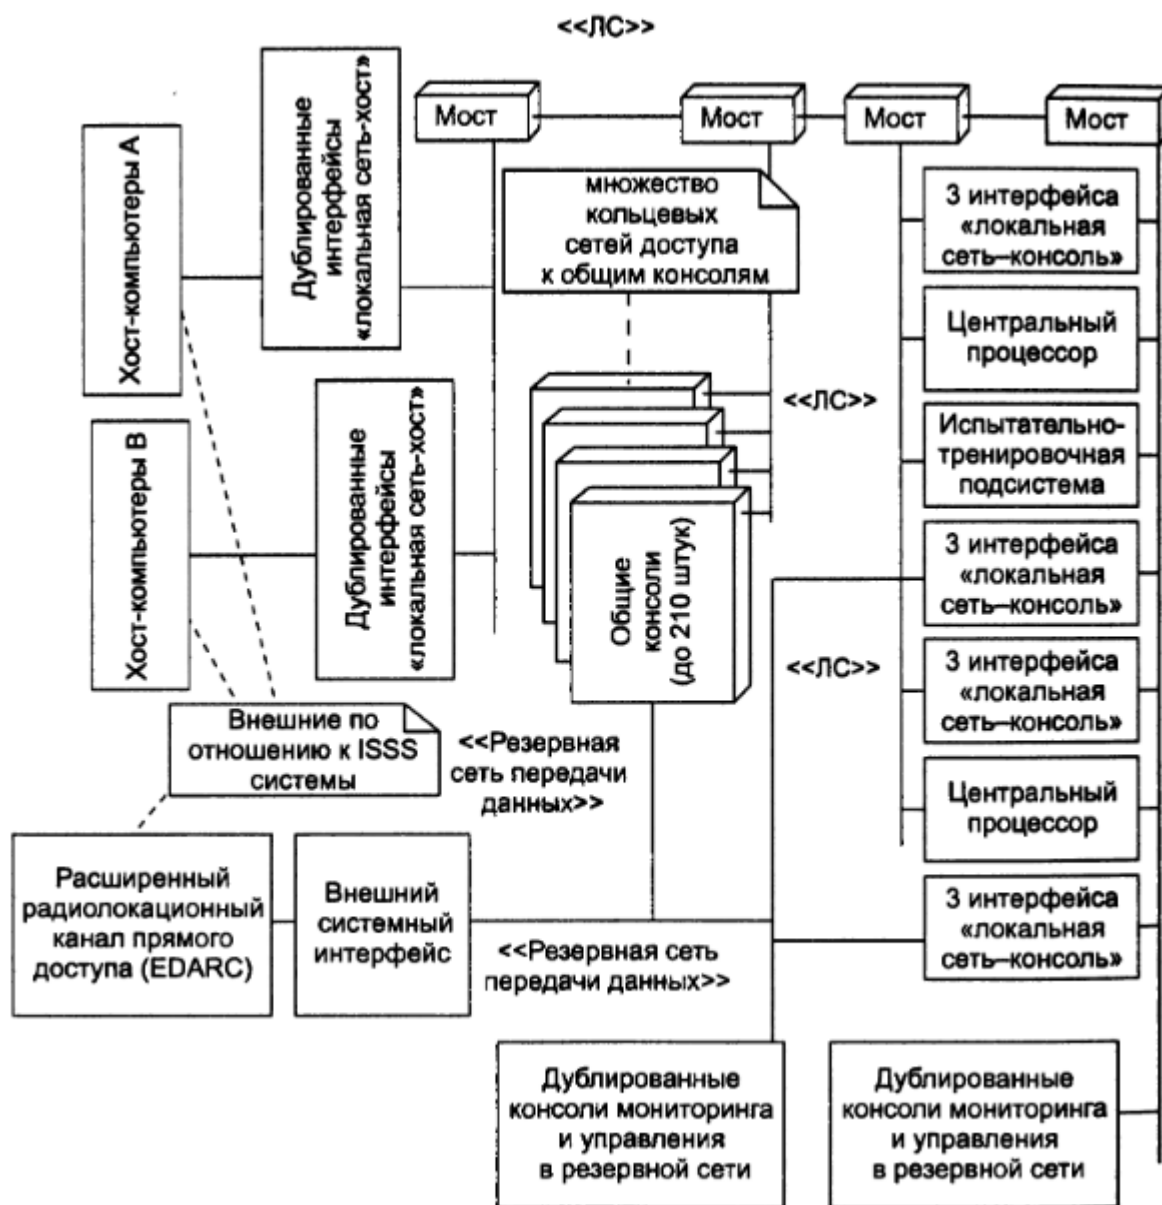 <<ЛС>>
Мост
Мост
Мост
Мост
Хост-компьютеры A
Дублированные
интерфейсы
«локальная сеть-хост»
множество
кольцевых
сетей доступа
к общим консолям
3 интерфейса
«локальная
сеть–консоль»
Центральный
процессор
<<ЛС>>
Хост-компьютеры B
Дублированные
интерфейсы
«локальная сеть-хост»
Общие
консоли
(до 210 штук)
Испытательно-
тренировочная
подсистема
3 интерфейса
«локальная
сеть–консоль»
<<ЛС>>
3 интерфейса
«локальная
сеть–консоль»
Внешние по
отношению к ISSS
системы
<<Резервная
сеть передачи
данных>>
Центральный
процессор
Расширенный
радиолокационный
канал прямого
доступа (EDARC)
Внешний
системный
интерфейс
<<Резервная сеть
передачи данных>>
3 интерфейса
«локальная
сеть–консоль»
Дублированные
консоли мониторинга
и управления
в резервной сети
Дублированные
консоли мониторинга
и управления
в резервной сети